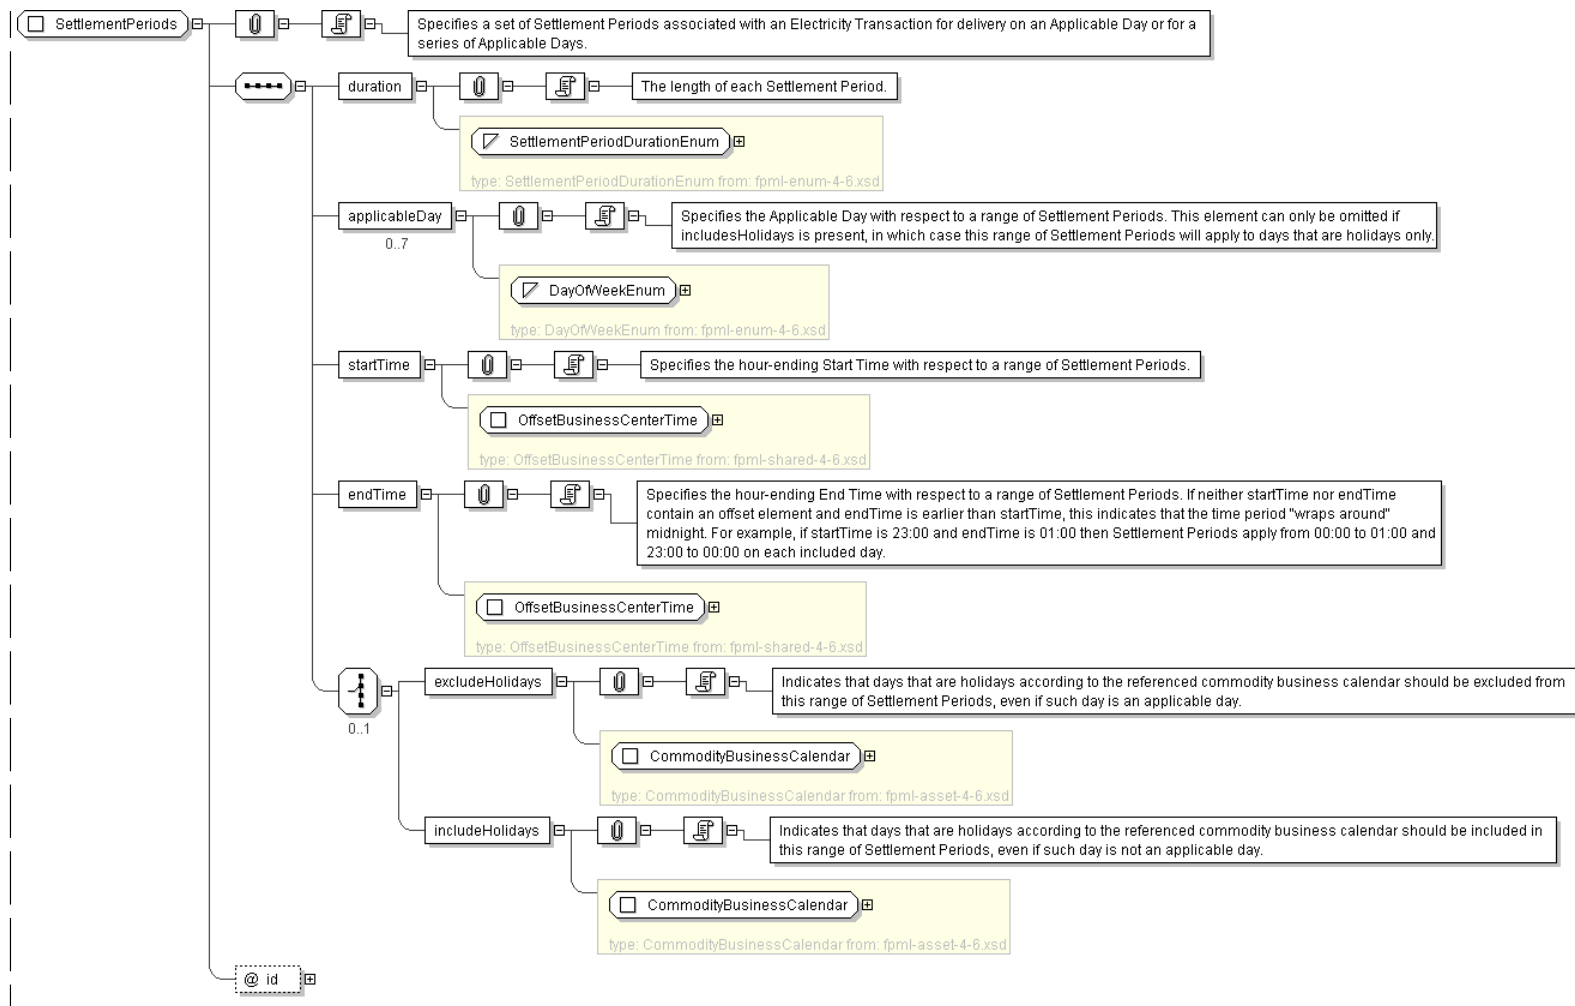 SettlementPeriods
Specifies a set of Settlement Periods associated with an Electricity Transaction for delivery on an Applicable Day or for a
series of Applicable Days.
duration
The length of each Settlement Period.
SettlementPeriodDurationEnum
type: SettlementPeriodDurationEnum from: fpml-enum-4-6.xsd
applicableDay
0..7
Specifies the Applicable Day with respect to a range of Settlement Periods. This element can only be omitted if
includesHolidays is present, in which case this range of Settlement Periods will apply to days that are holidays only.
DayOfWeekEnum
type: DayOfWeekEnum from: fpml-enum-4-6.xsd
startTime
Specifies the hour-ending Start Time with respect to a range of Settlement Periods.
OffsetBusinessCenterTime
type: OffsetBusinessCenterTime from: fpml-shared-4-6.xsd
endTime
Specifies the hour-ending End Time with respect to a range of Settlement Periods. If neither startTime nor endTime
contain an offset element and endTime is earlier than startTime, this indicates that the time period "wraps around"
midnight. For example, if startTime is 23:00 and endTime is 01:00 then Settlement Periods apply from 00:00 to 01:00 and
23:00 to 00:00 on each included day.
OffsetBusinessCenterTime
type: OffsetBusinessCenterTime from: fpml-shared-4-6.xsd
0..1
excludeHolidays
Indicates that days that are holidays according to the referenced commodity business calendar should be excluded from
this range of Settlement Periods, even if such day is an applicable day.
CommodityBusinessCalendar
type: CommodityBusinessCalendar from: fpml-asset-4-6.xsd
includeHolidays
Indicates that days that are holidays according to the referenced commodity business calendar should be included in
this range of Settlement Periods, even if such day is not an applicable day.
CommodityBusinessCalendar
type: CommodityBusinessCalendar from: fpml-asset-4-6.xsd
@ id